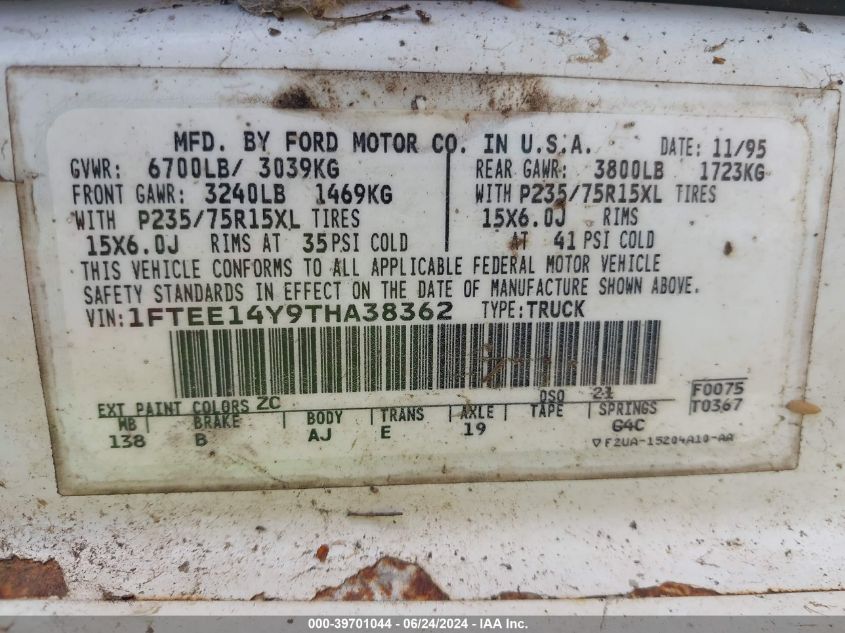 MFD. BY FORD MOTOR CO. IN U.S.A.
DATE: 11/95
GVWR: 6700LB/ 3039KG
FRONT GAWR: 3240LB 1469KG
WITH P235/75R15XL TIRES
15X6.0J RIMS AT 35 PSI COLD
REAR GAWR: 3800LB 1723KG
WITH P235/75R15XL TIRES
15X6.0J RIMS
AT 41 PSI COLD
THIS VEHICLE CONFORMS TO ALL APPLICABLE FEDERAL MOTOR VEHICLE
SAFETY STANDARDS IN EFFECT ON THE DATE OF MANUFACTURE SHOWN ABOVE.
VIN: 1FTEE14Y9THA38362 TYPE: TRUCK
EXT PAINT COLORS ZC DSO 21 F0075
WB BRAKE BODY TRANS AXLE TAPE SPRINGS T0367
138 B AJ E 19 G4C
▽ F2UA-15204A10-AA
000-39701044 / 06/24/2024 / IAA Inc.